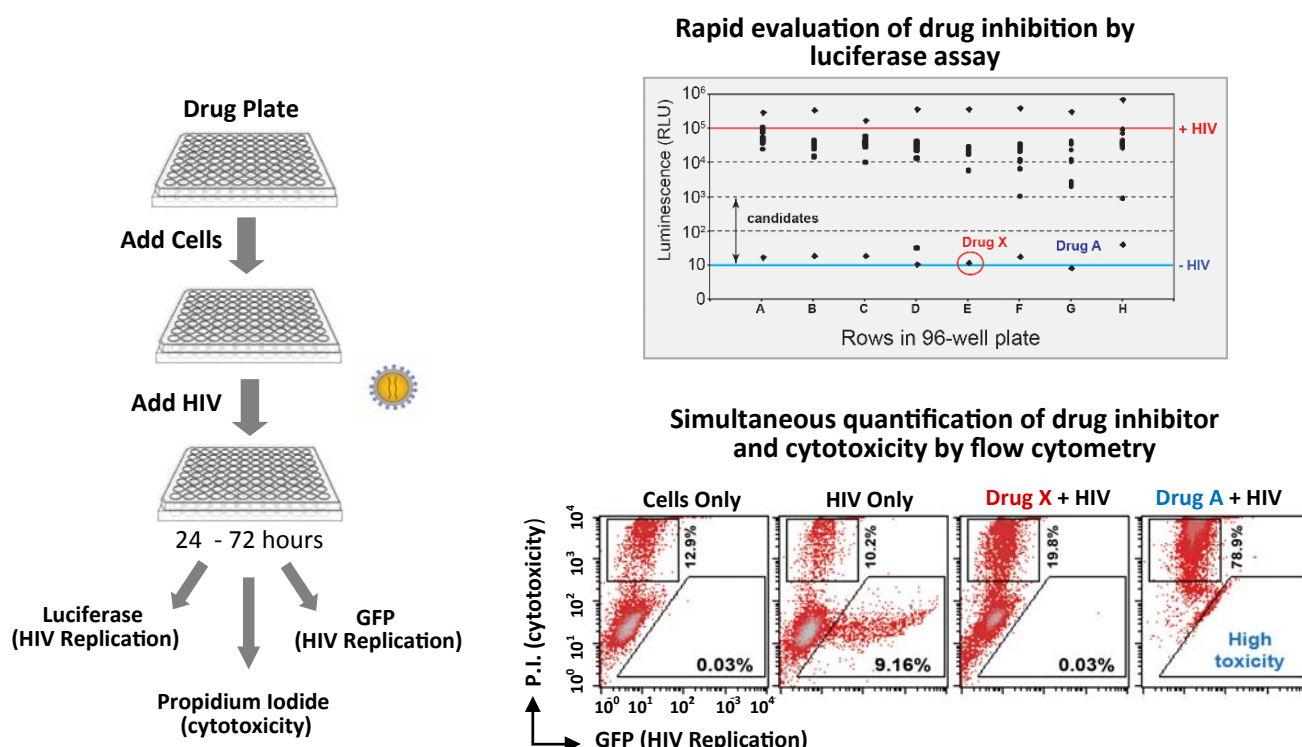 Drug Plate
Add Cells
Add HIV
24 - 72 hours
Luciferase
(HIV Replication)
GFP
(HIV Replication)
Propidium Iodide
(cytotoxicity)
Rapid evaluation of drug inhibition by
luciferase assay
Luminescence (RLU)
10⁶
10⁵
10⁴
10³
10²
10
0
+ HIV
- HIV
candidates
Drug X
Drug A
A B C D E F G H
Rows in 96-well plate
Simultaneous quantification of drug inhibitor
and cytotoxicity by flow cytometry
Cells Only
HIV Only
Drug X + HIV
Drug A + HIV
P.I. (cytotoxicity)
10⁴
10³
10²
10¹
10⁰
12.9%
0.03%
10.2%
9.16%
19.8%
0.03%
78.9%
High
toxicity
10⁰ 10¹ 10² 10³ 10⁴
GFP (HIV Replication)